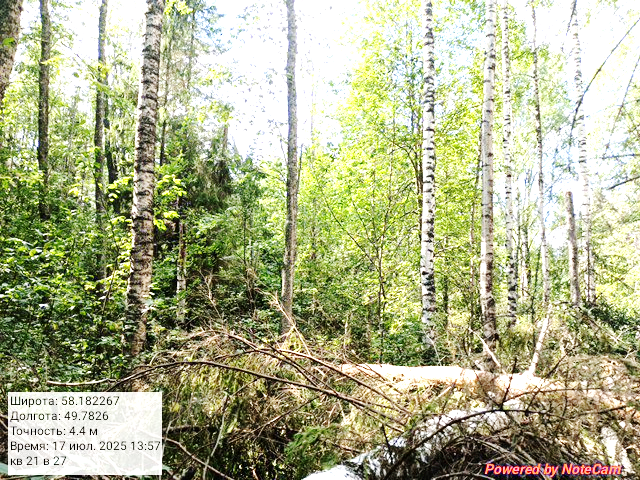 Широта: 58.182267
Долгота: 49.7826
Точность: 4.4 м
Время: 17 июл. 2025 13:57
кв 21 в 27
Powered by NoteCam